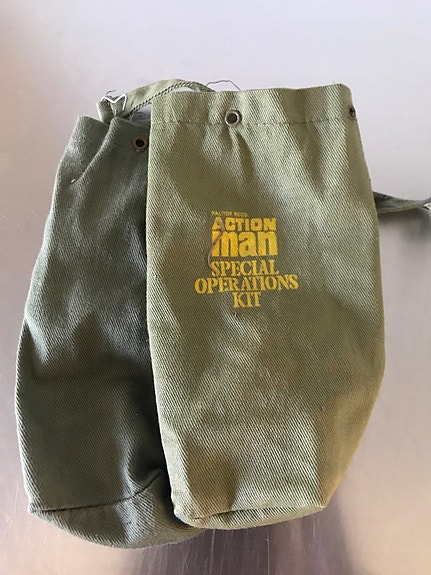 PALITOY REGD.
ACTION
man
SPECIAL
OPERATIONS
KIT